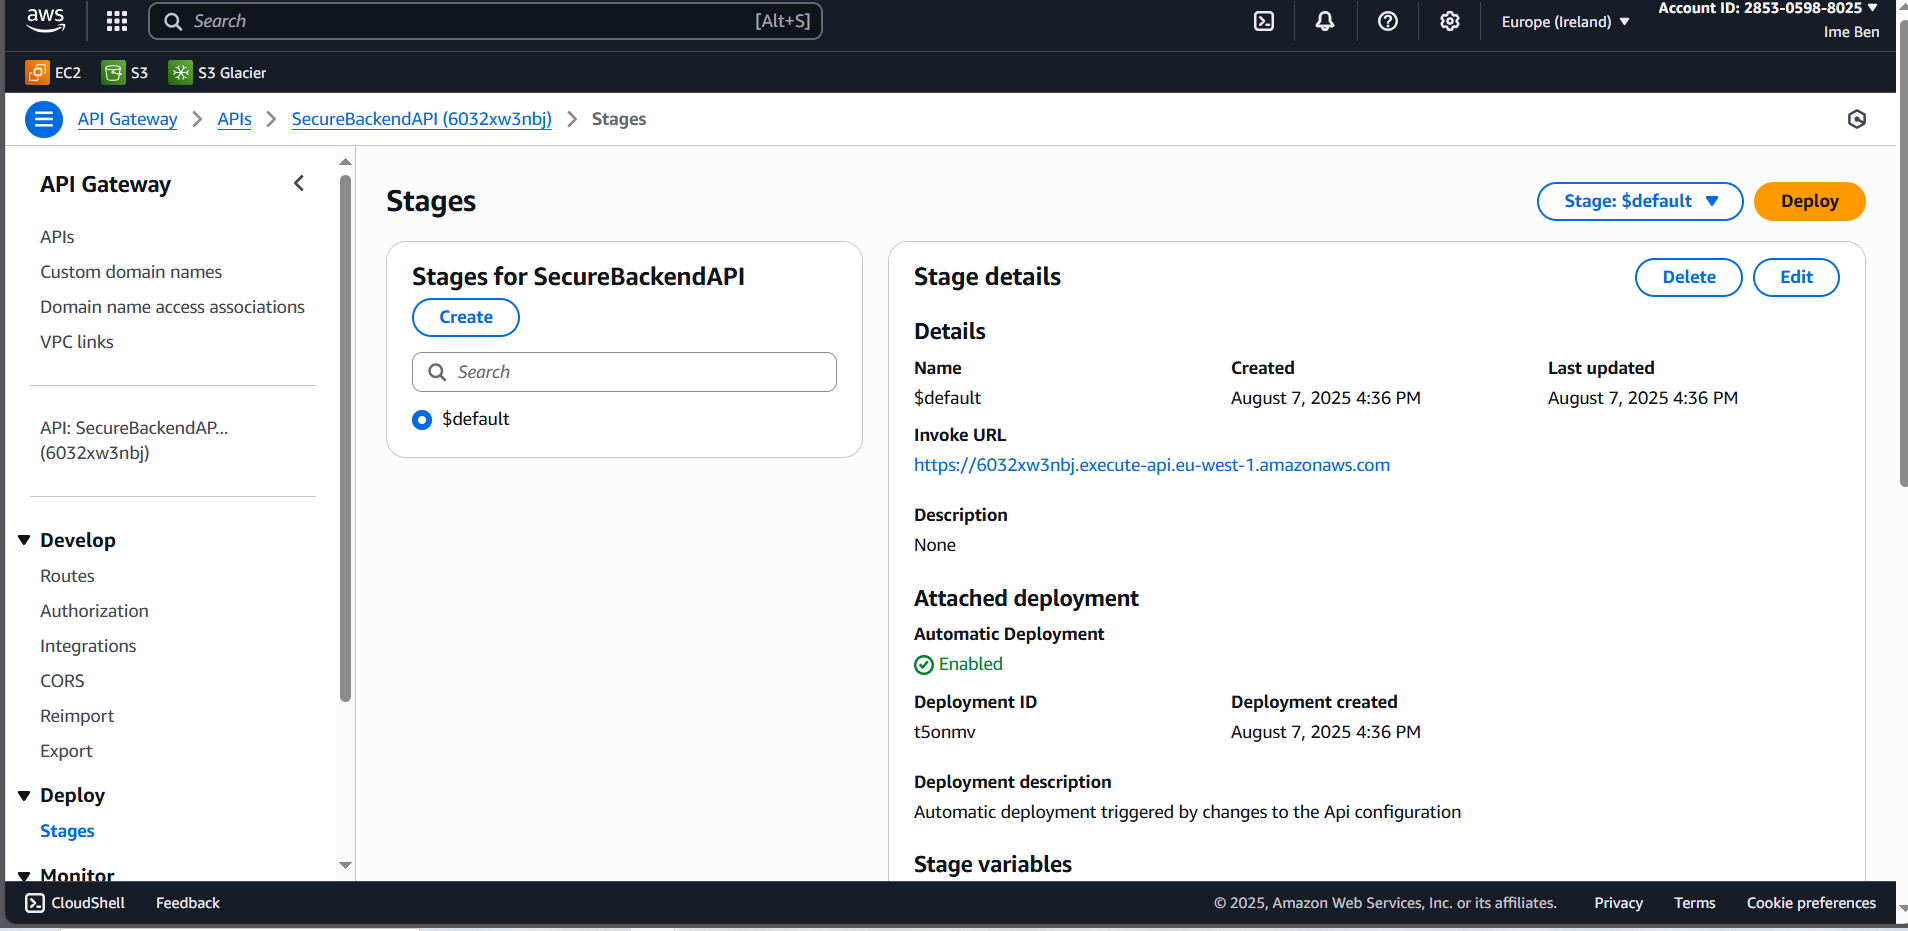 aws
Search [Alt+S]
Europe (Ireland)
Account ID: 2853-0598-8025
Ime Ben
EC2 S3 S3 Glacier
API Gateway > APIs > SecureBackendAPI (6032xw3nbj) > Stages
API Gateway
APIs
Custom domain names
Domain name access associations
VPC links
API: SecureBackendAP...
(6032xw3nbj)
Develop
Routes
Authorization
Integrations
CORS
Reimport
Export
Deploy
Stages
Monitor
Stages
Stage: $default
Deploy
Stages for SecureBackendAPI
Create
Search
$default
Stage details
Delete
Edit
Details
Name Created Last updated
$default August 7, 2025 4:36 PM August 7, 2025 4:36 PM
Invoke URL
https://6032xw3nbj.execute-api.eu-west-1.amazonaws.com
Description
None
Attached deployment
Automatic Deployment
Enabled
Deployment ID Deployment created
t5onmv August 7, 2025 4:36 PM
Deployment description
Automatic deployment triggered by changes to the Api configuration
Stage variables
CloudShell Feedback
© 2025, Amazon Web Services, Inc. or its affiliates. Privacy Terms Cookie preferences